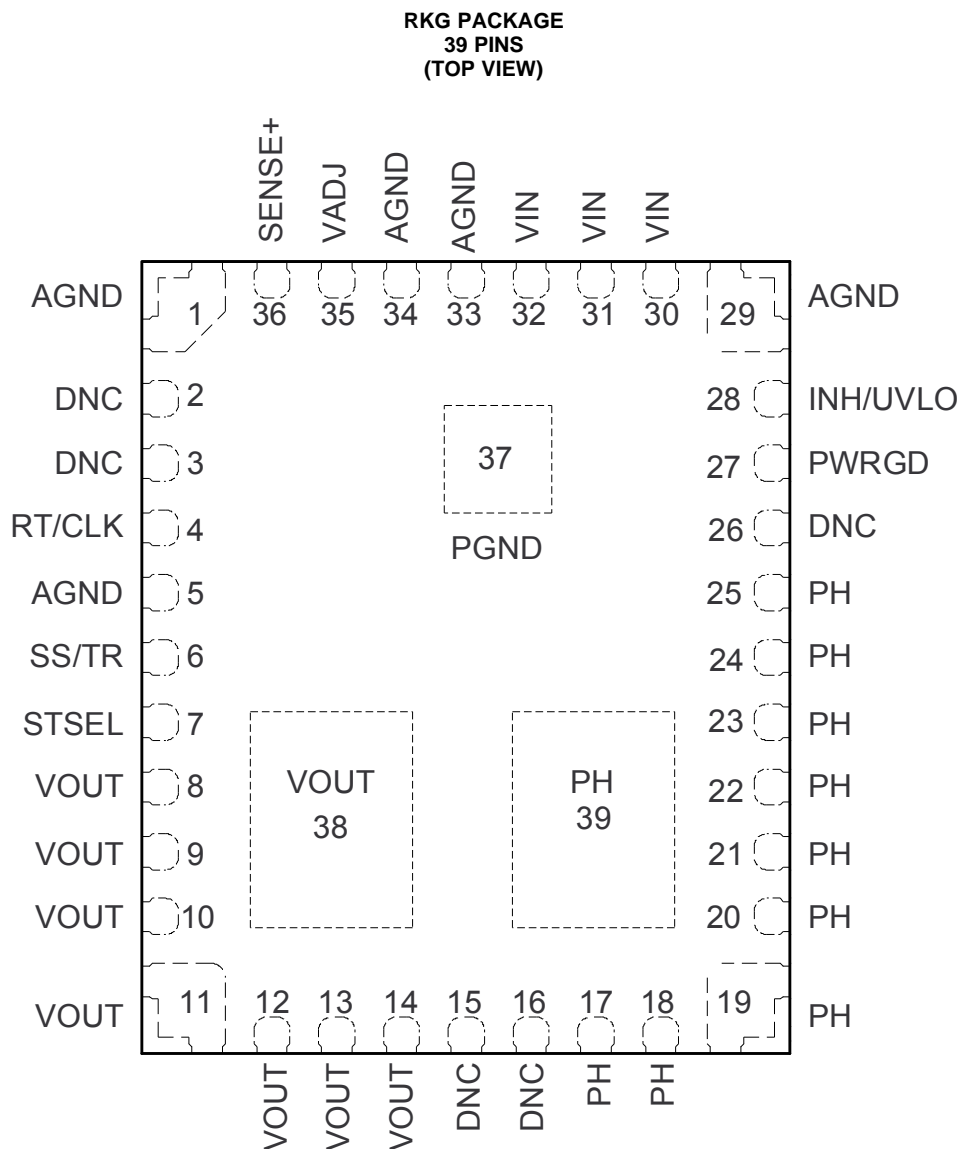 RKG PACKAGE
39 PINS
(TOP VIEW)
SENSE+
VADJ
AGND
AGND
VIN
VIN
VIN
AGND 1 36 35 34 33 32 31 30 29 AGND
DNC 2 28 INH/UVLO
DNC 3 37 27 PWRGD
RT/CLK 4 26 DNC
PGND
AGND 5 25 PH
SS/TR 6 24 PH
STSEL 7 23 PH
VOUT 8 VOUT PH 22 PH
38 39
VOUT 9 21 PH
VOUT 10 20 PH
VOUT 11 12 13 14 15 16 17 18 19 PH
VOUT
VOUT
VOUT
DNC
DNC
PH
PH